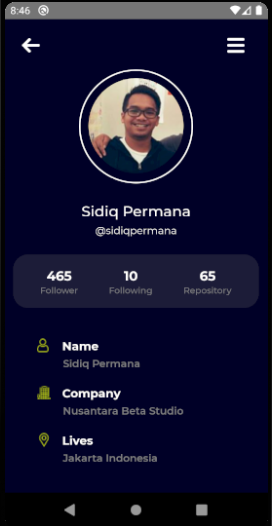 8:46
Sidiq Permana
@sidiqpermana
465 10 65
Follower Following Repository
Name
Sidiq Permana
Company
Nusantara Beta Studio
Lives
Jakarta Indonesia